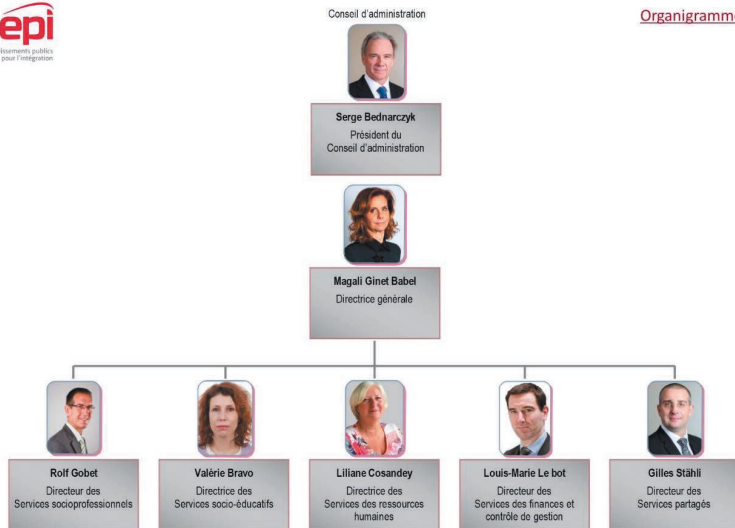 epi
lissements publics
pour l'intégration
Organigramme
Conseil d'administration
Serge Bednarczyk
Président du
Conseil d'administration
Magali Ginet Babel
Directrice générale
Rolf Gobet
Directeur des
Services socioprofessionnels
Valérie Bravo
Directrice des
Services socio-éducatifs
Liliane Cosandey
Directrice des
Services des ressources
humaines
Louis-Marie Le bot
Directeur des
Services des finances et
contrôle de gestion
Gilles Stähli
Directeur des
Services partagés